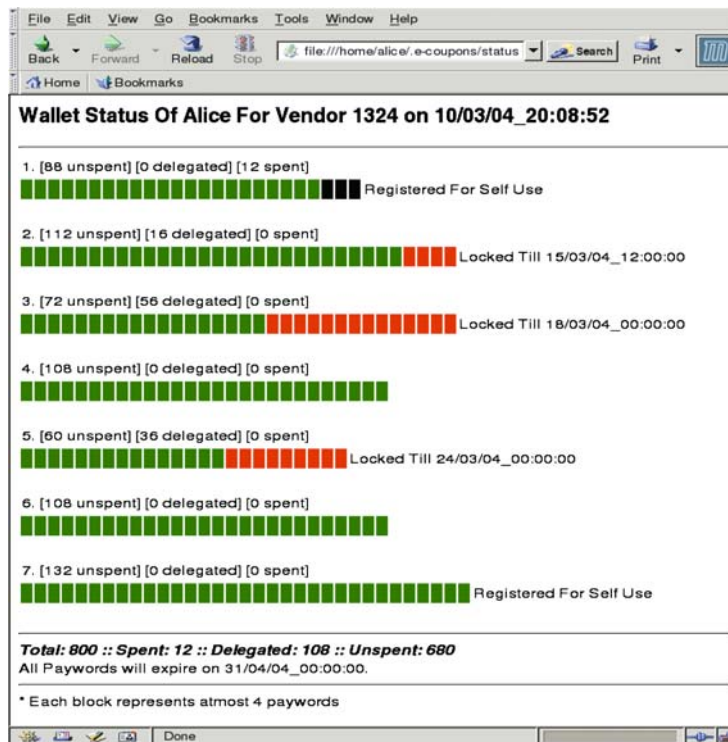 File Edit View Go Bookmarks Tools Window Help
Back Forward Reload Stop file:///home/alice/.e-coupons/status Search Print
Home Bookmarks
Wallet Status Of Alice For Vendor 1324 on 10/03/04_20:08:52
1. [88 unspent] [0 delegated] [12 spent]
Registered For Self Use
2. [112 unspent] [16 delegated] [0 spent]
Locked Till 15/03/04_12:00:00
3. [72 unspent] [56 delegated] [0 spent]
Locked Till 18/03/04_00:00:00
4. [108 unspent] [0 delegated] [0 spent]
5. [60 unspent] [36 delegated] [0 spent]
Locked Till 24/03/04_00:00:00
6. [108 unspent] [0 delegated] [0 spent]
7. [132 unspent] [0 delegated] [0 spent]
Registered For Self Use
Total: 800 :: Spent: 12 :: Delegated: 108 :: Unspent: 680
All Paywords will expire on 31/04/04_00:00:00.
* Each block represents atmost 4 paywords
Done